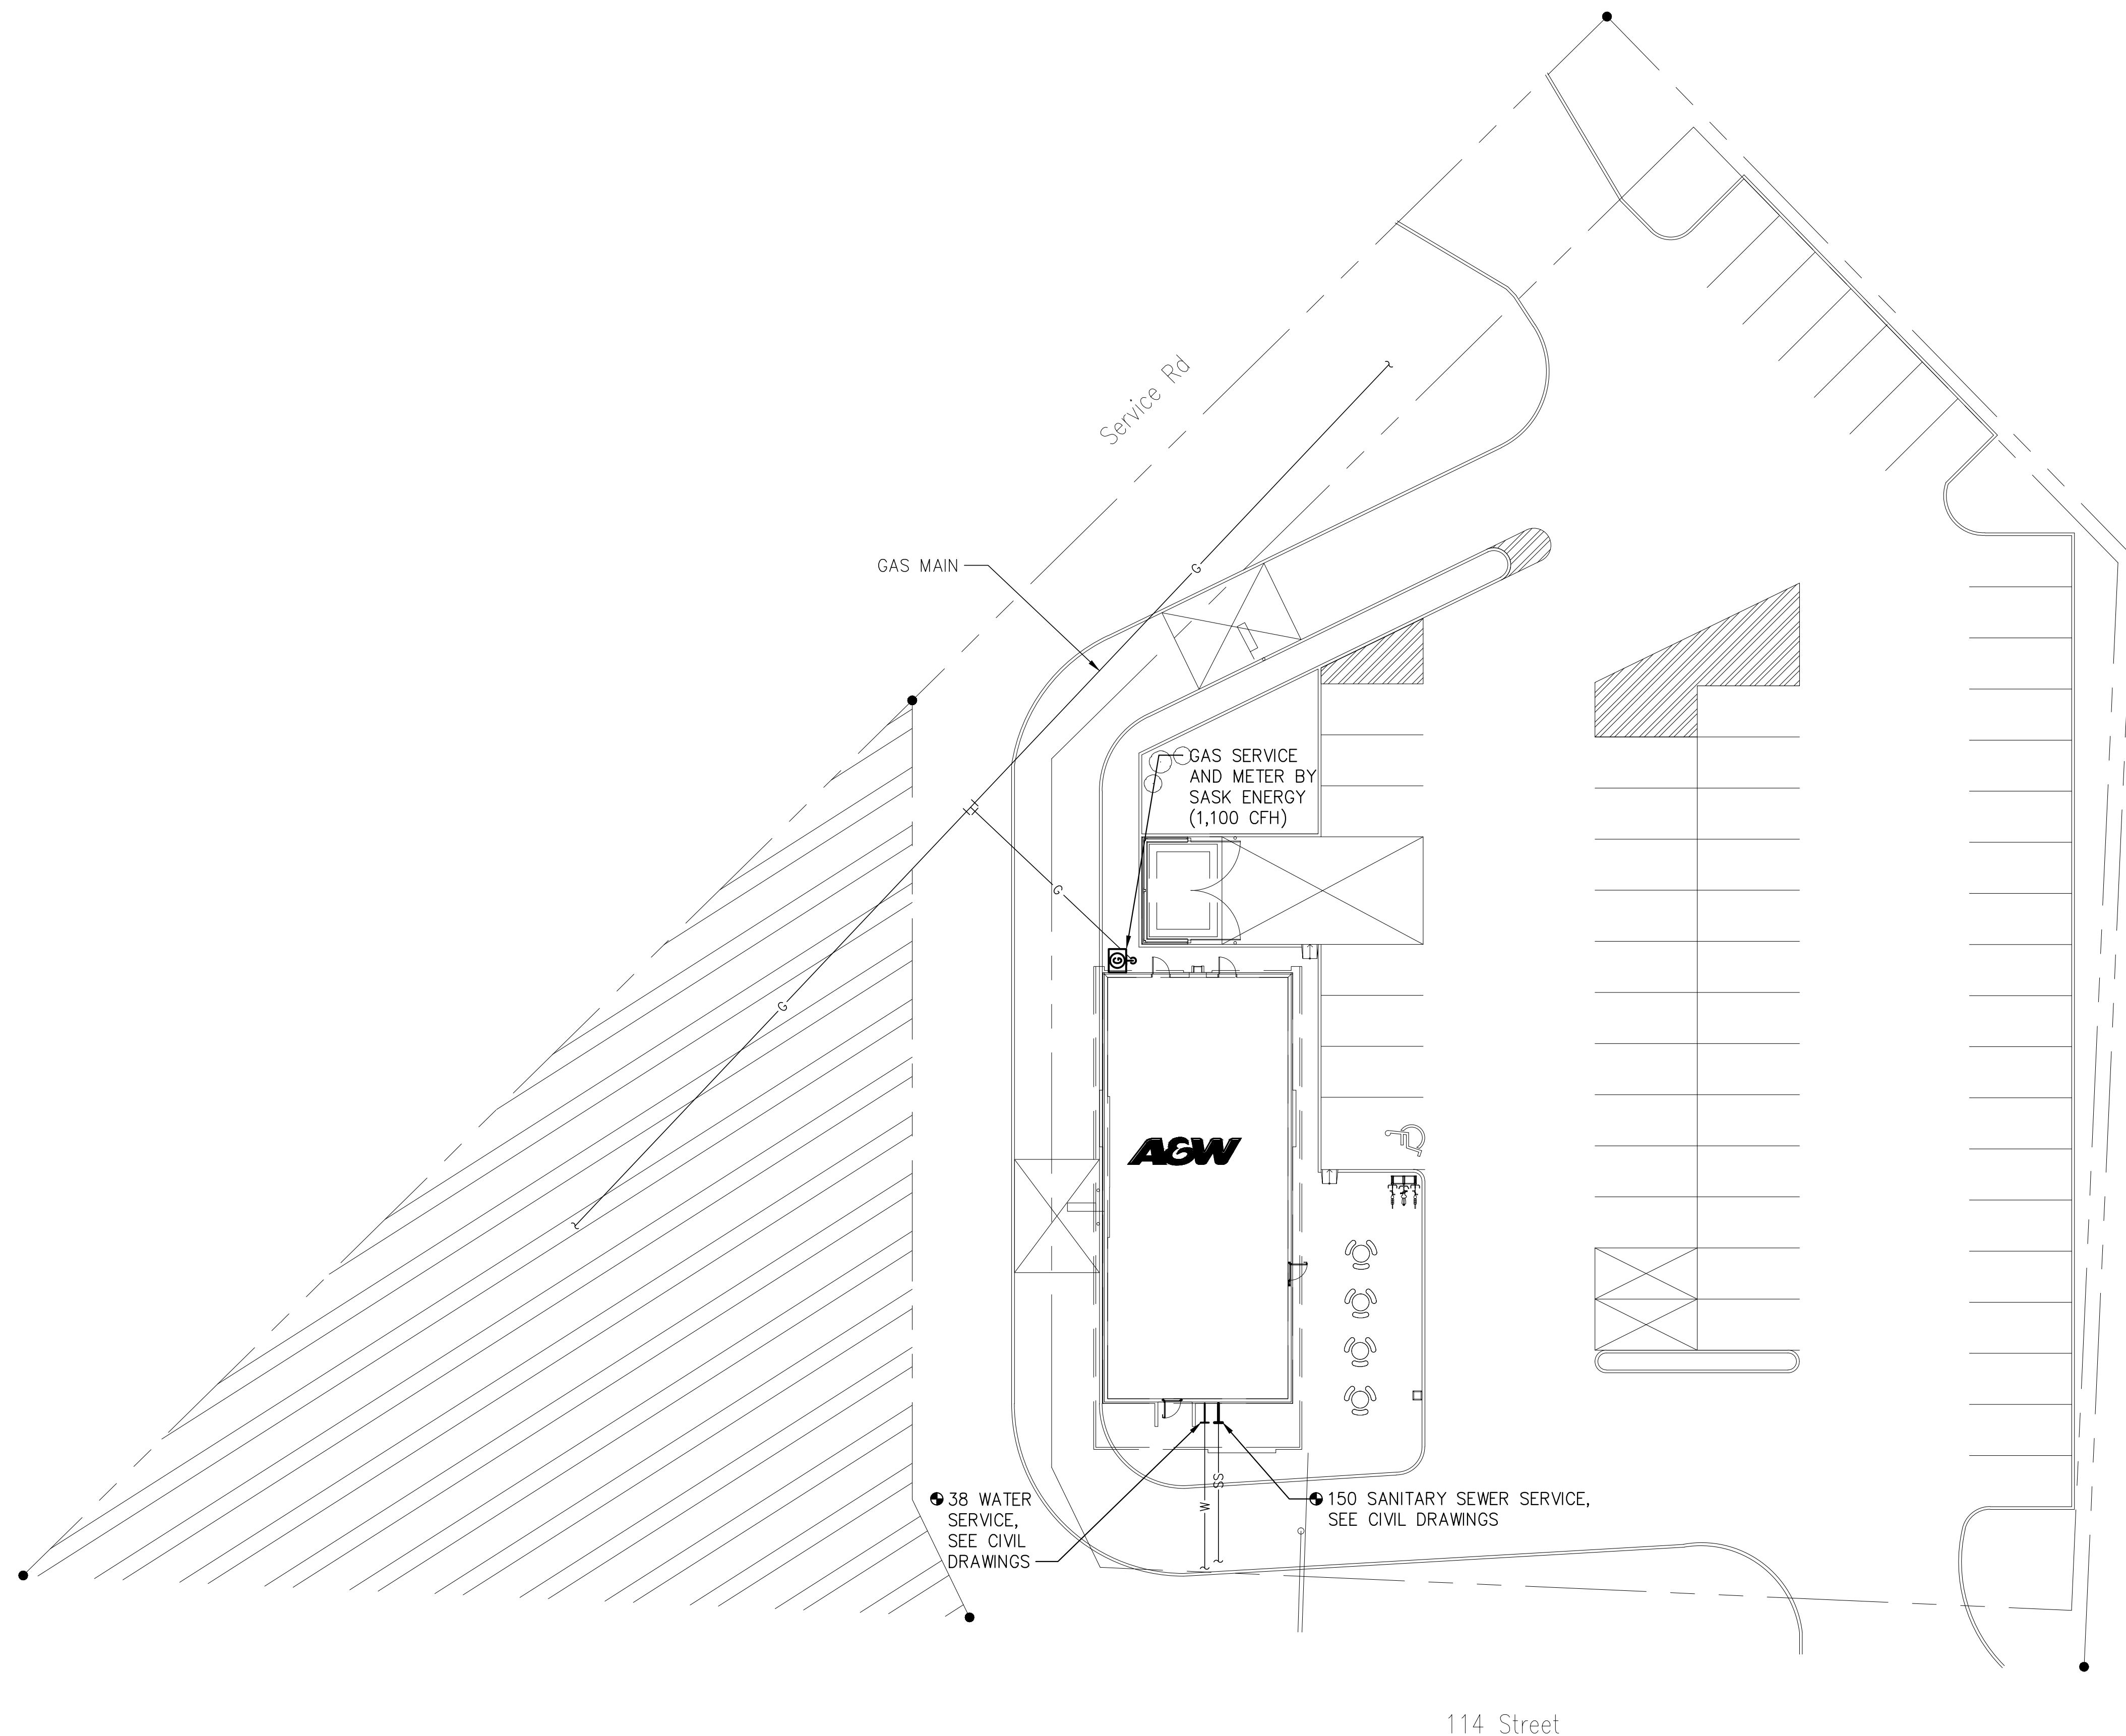 Service Rd
GAS MAIN
G
GAS SERVICE
AND METER BY
SASK ENERGY
(1,100 CFH)
G
G
G
A&W
W
SS
38 WATER
SERVICE,
SEE CIVIL
DRAWINGS
150 SANITARY SEWER SERVICE,
SEE CIVIL DRAWINGS
114 Street